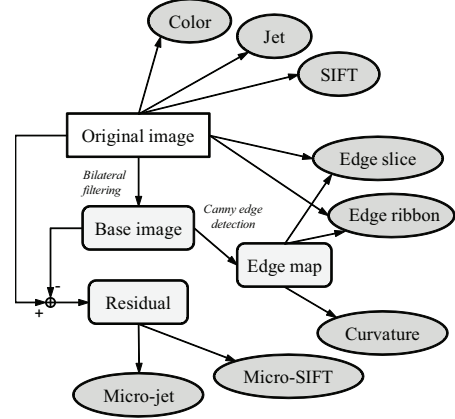 Color
Jet
SIFT
Original image
Edge slice
Bilateral
filtering
Canny edge
detection
Edge ribbon
Base image
Edge map
-
+
Residual
Curvature
Micro-SIFT
Micro-jet